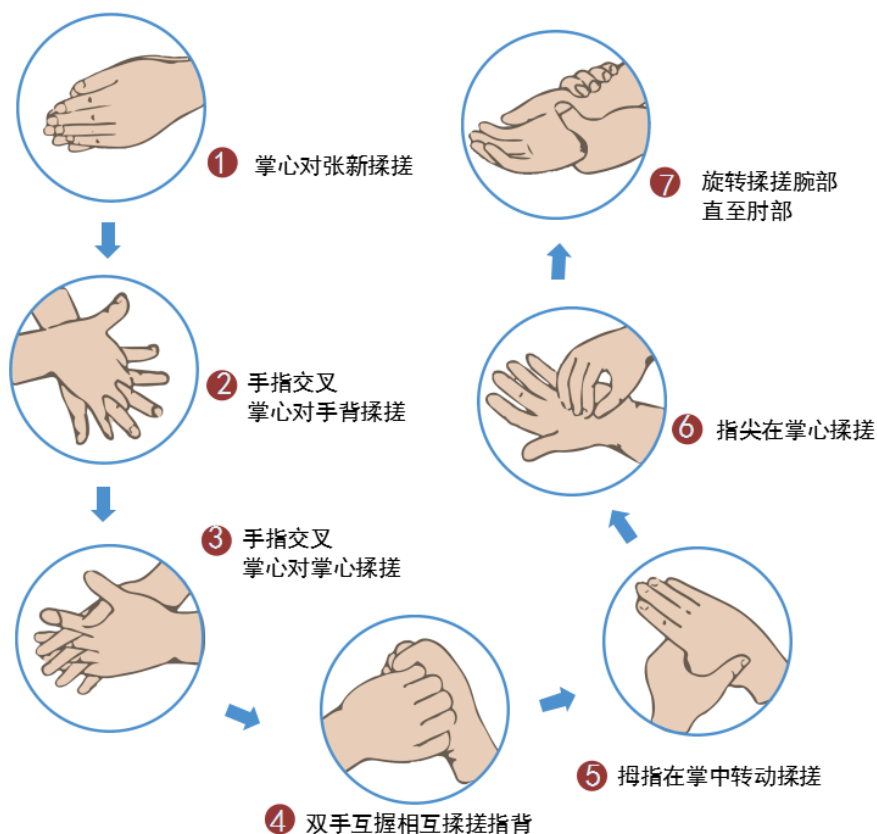 1 掌心对张新揉搓
2 手指交叉
掌心对手背揉搓
3 手指交叉
掌心对掌心揉搓
4 双手互握相互揉搓指背
5 拇指在掌中转动揉搓
6 指尖在掌心揉搓
7 旋转揉搓腕部
直至肘部